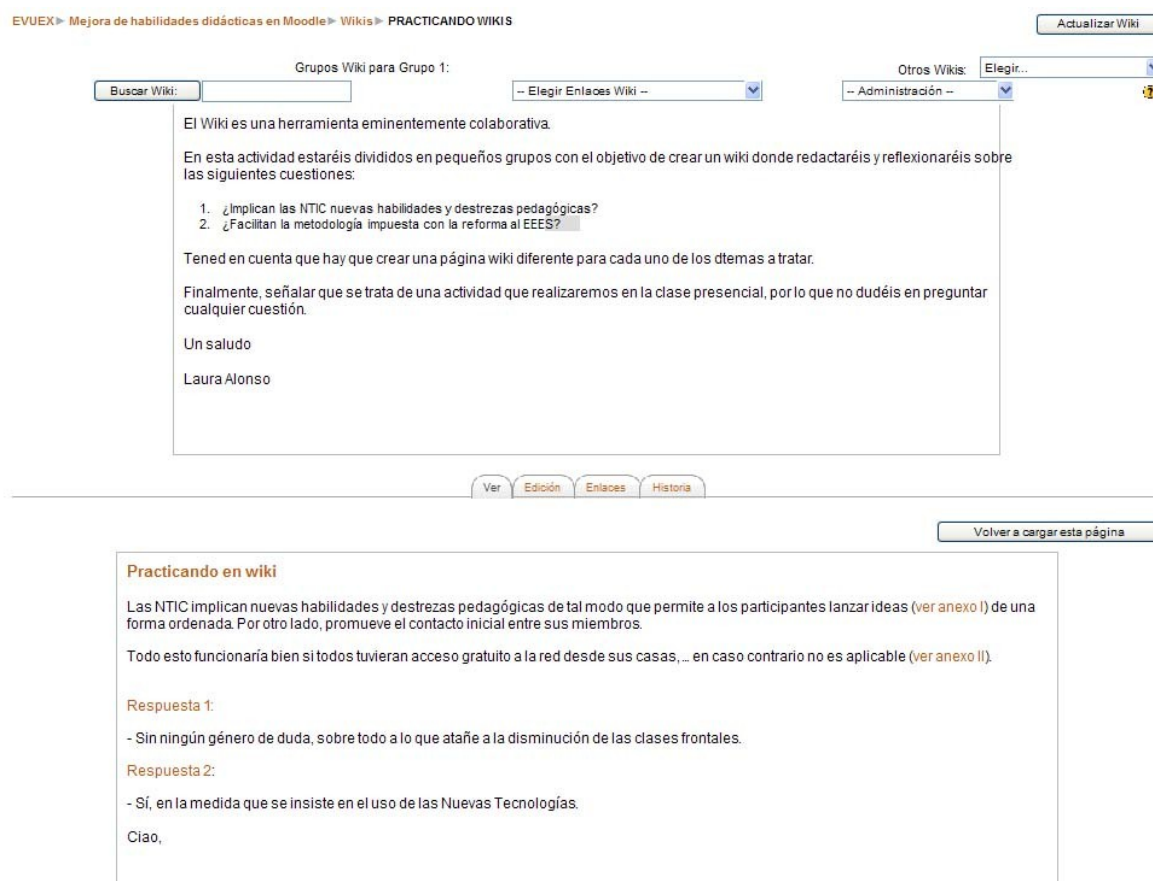 EVUEX ► Mejora de habilidades didácticas en Moodle ► Wikis ► PRACTICANDO WIKIS
Actualizar Wiki
Grupos Wiki para Grupo 1:
Otros Wikis: Elegir...
Buscar Wiki:
-- Elegir Enlaces Wiki --
-- Administración --
?
El Wiki es una herramienta eminentemente colaborativa.
En esta actividad estaréis divididos en pequeños grupos con el objetivo de crear un wiki donde redactaréis y reflexionaréis sobre
las siguientes cuestiones:
1. ¿Implican las NTIC nuevas habilidades y destrezas pedagógicas?
2. ¿Facilitan la metodología impuesta con la reforma al EEES?
Tened en cuenta que hay que crear una página wiki diferente para cada uno de los dtemas a tratar.
Finalmente, señalar que se trata de una actividad que realizaremos en la clase presencial, por lo que no dudéis en preguntar
cualquier cuestión.
Un saludo
Laura Alonso
Ver
Edición
Enlaces
Historia
Volver a cargar esta página
Practicando en wiki
Las NTIC implican nuevas habilidades y destrezas pedagógicas de tal modo que permite a los participantes lanzar ideas (ver anexo I) de una
forma ordenada. Por otro lado, promueve el contacto inicial entre sus miembros.
Todo esto funcionaría bien si todos tuvieran acceso gratuito a la red desde sus casas,... en caso contrario no es aplicable (ver anexo II).
Respuesta 1:
- Sin ningún género de duda, sobre todo a lo que atañe a la disminución de las clases frontales.
Respuesta 2:
- Sí, en la medida que se insiste en el uso de las Nuevas Tecnologías.
Ciao,